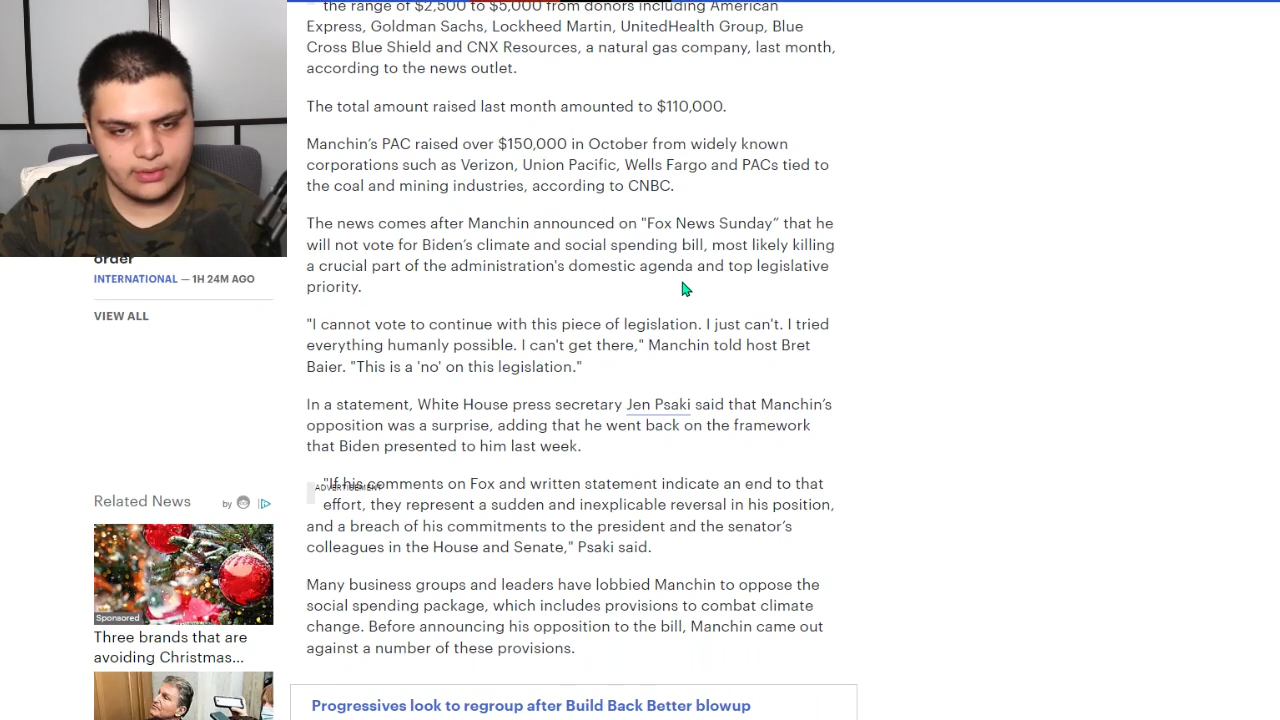 the range of $2,500 to $5,000 from donors including American
Express, Goldman Sachs, Lockheed Martin, UnitedHealth Group, Blue
Cross Blue Shield and CNX Resources, a natural gas company, last month,
according to the news outlet.
The total amount raised last month amounted to $110,000.
Manchin’s PAC raised over $150,000 in October from widely known
corporations such as Verizon, Union Pacific, Wells Fargo and PACs tied to
the coal and mining industries, according to CNBC.
The news comes after Manchin announced on "Fox News Sunday” that he
will not vote for Biden’s climate and social spending bill, most likely killing
a crucial part of the administration's domestic agenda and top legislative
priority.
"I cannot vote to continue with this piece of legislation. I just can't. I tried
everything humanly possible. I can't get there," Manchin told host Bret
Baier. "This is a 'no' on this legislation."
In a statement, White House press secretary Jen Psaki said that Manchin’s
opposition was a surprise, adding that he went back on the framework
that Biden presented to him last week.
ADVERTISEMENT
"If his comments on Fox and written statement indicate an end to that
effort, they represent a sudden and inexplicable reversal in his position,
and a breach of his commitments to the president and the senator’s
colleagues in the House and Senate," Psaki said.
Many business groups and leaders have lobbied Manchin to oppose the
social spending package, which includes provisions to combat climate
change. Before announcing his opposition to the bill, Manchin came out
against a number of these provisions.
Progressives look to regroup after Build Back Better blowup
order
INTERNATIONAL — 1H 24M AGO
VIEW ALL
Related News
by
Sponsored
Three brands that are
avoiding Christmas...